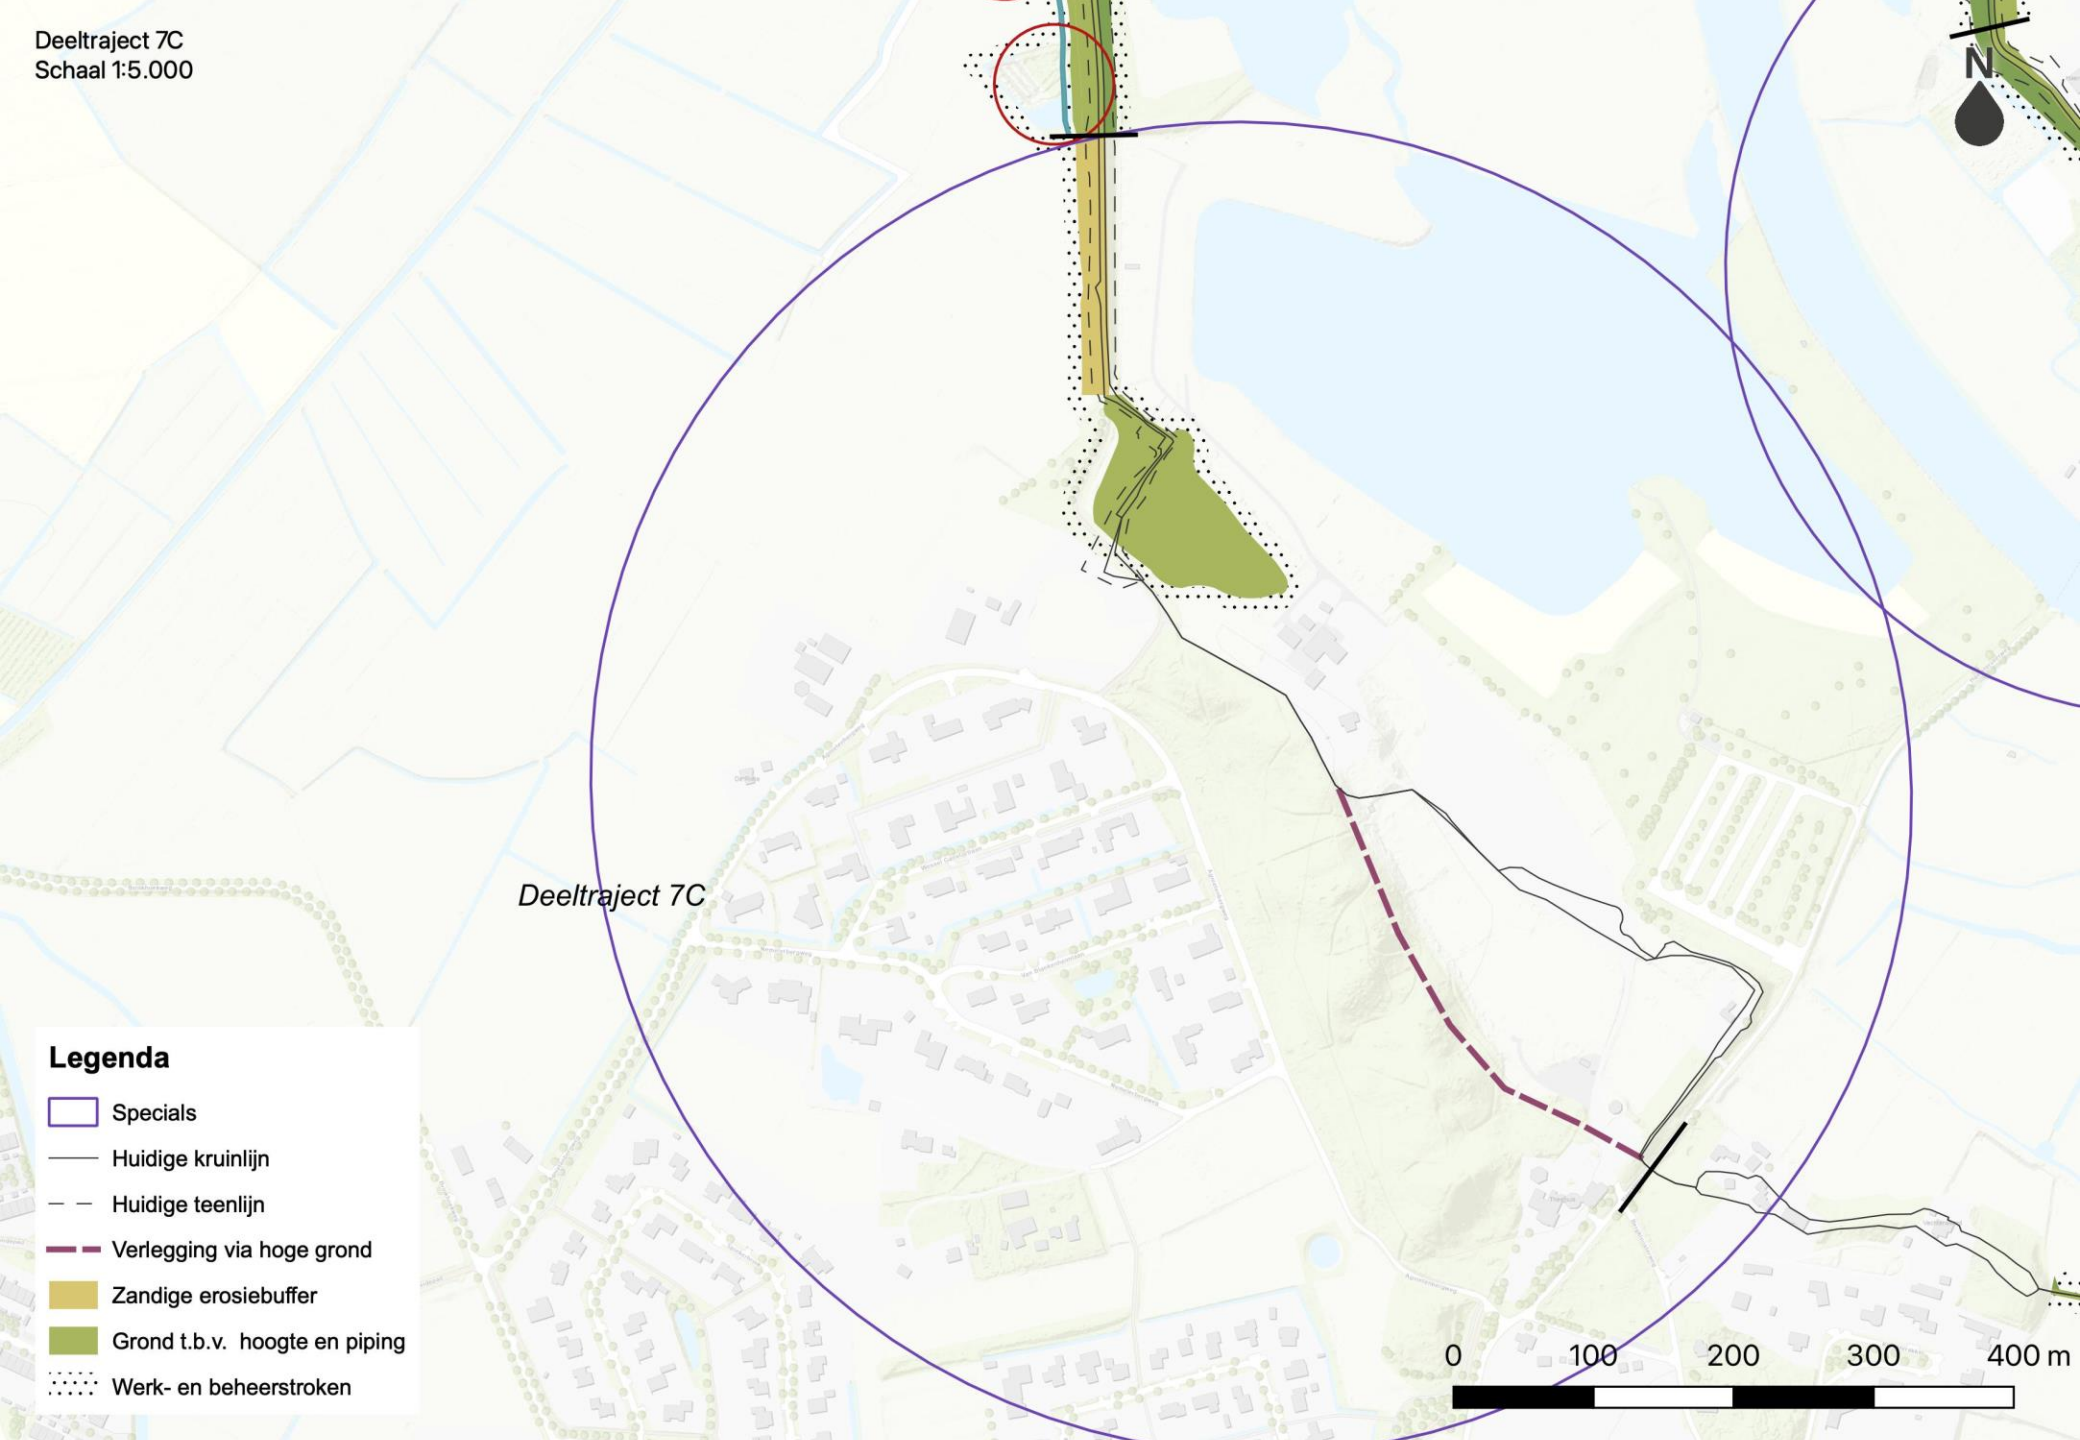 Deeltraject 7C
Schaal 1:5.000
N
Deeltraject 7C
Legenda
Specials
Huidige kruinlijn
Huidige teenlijn
Verlegging via hoge grond
Zandige erosiebuffer
Grond t.b.v. hoogte en piping
Werk- en beheerstroken
0 100 200 300 400 m